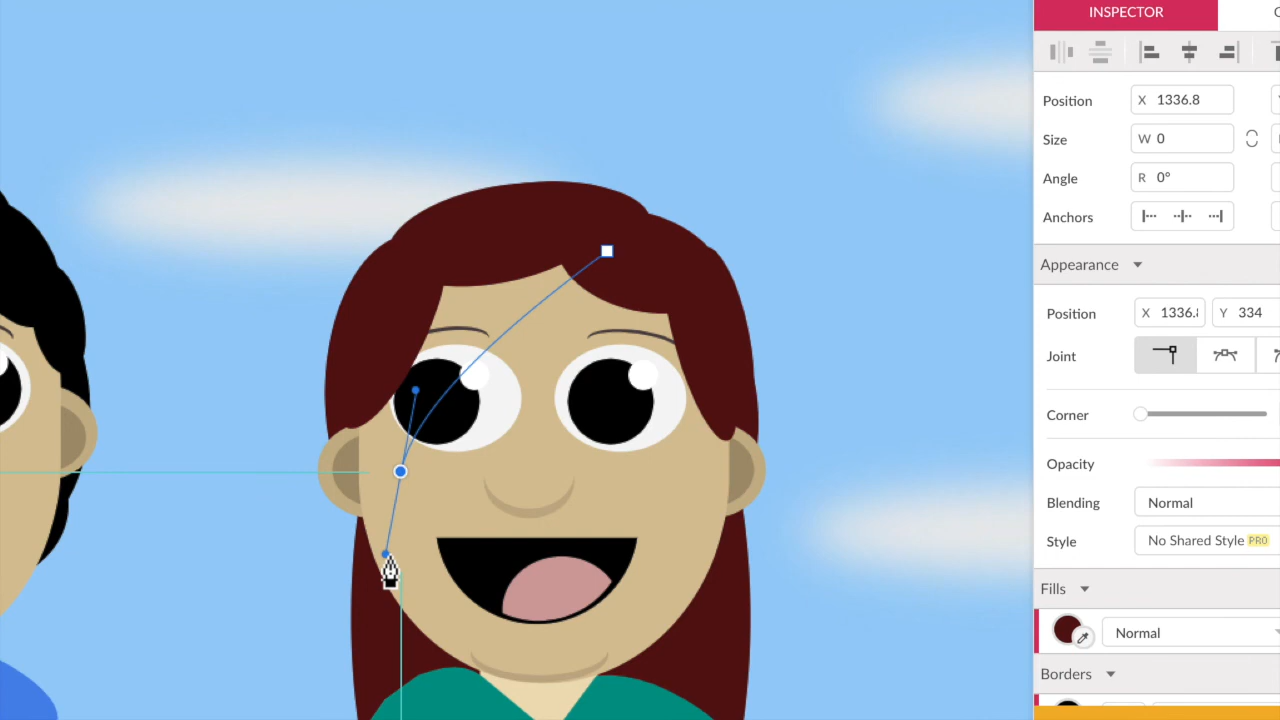 INSPECTOR
Position X 1336.8
Size W 0
Angle R 0°
Anchors
Appearance
Position X 1336.8 Y 334
Joint
Corner
Opacity
Blending Normal
Style No Shared Style PRO
Fills
Normal
Borders